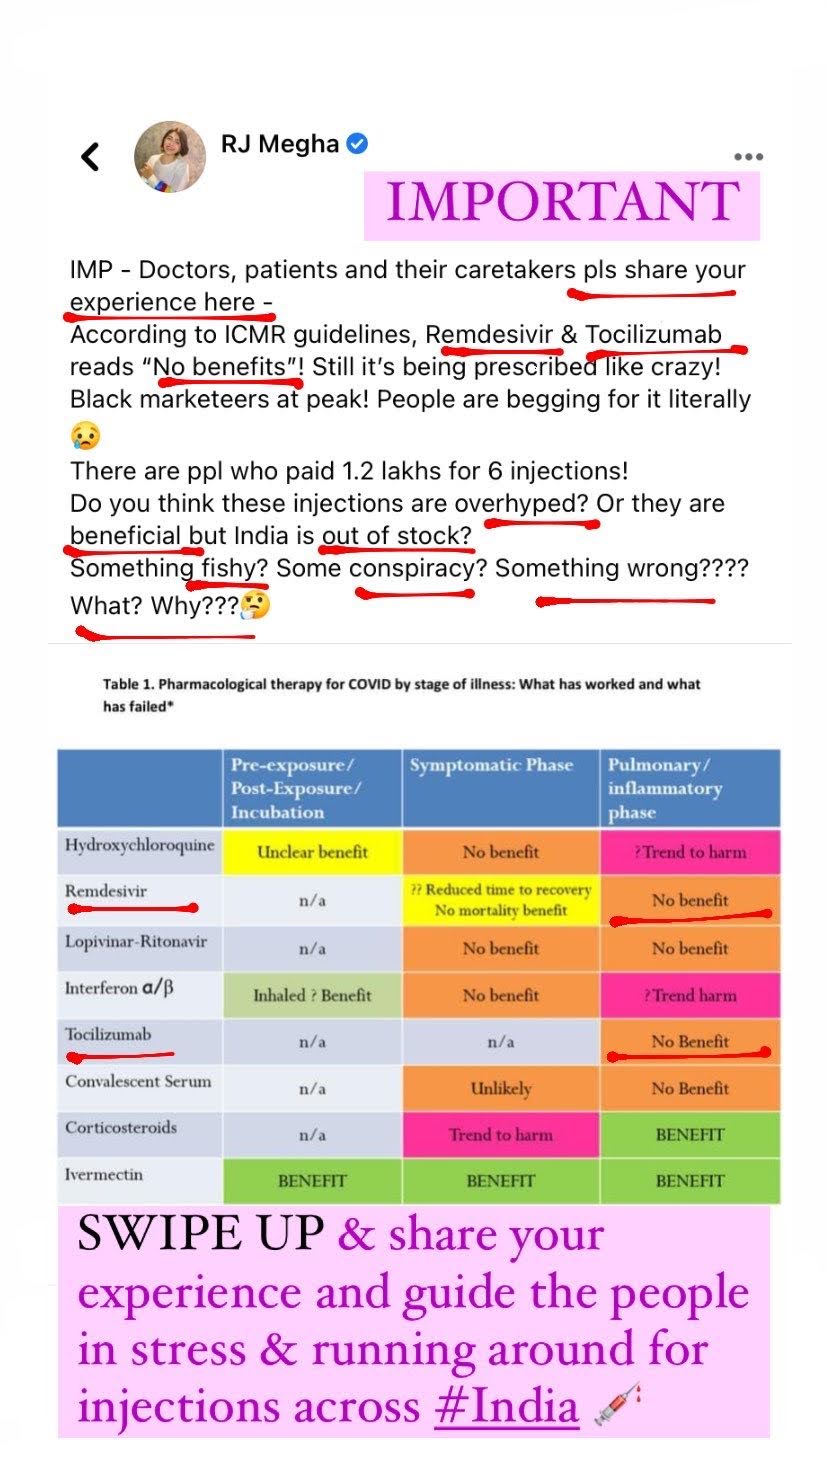 RJ Megha
IMPORTANT
IMP - Doctors, patients and their caretakers pls share your
experience here -
According to ICMR guidelines, Remdesivir & Tocilizumab
reads “No benefits”! Still it’s being prescribed like crazy!
Black marketeers at peak! People are begging for it literally
😢
There are ppl who paid 1.2 lakhs for 6 injections!
Do you think these injections are overhyped? Or they are
beneficial but India is out of stock?
Something fishy? Some conspiracy? Something wrong????
What? Why???🤔
Table 1. Pharmacological therapy for COVID by stage of illness: What has worked and what
has failed*
Pre-exposure/ Symptomatic Phase Pulmonary/
Post-Exposure/ inflammatory
Incubation phase
Hydroxychloroquine Unclear benefit No benefit ?Trend to harm
Remdesivir n/a ?? Reduced time to recovery No benefit
No mortality benefit
Lopivinar-Ritonavir n/a No benefit No benefit
Interferon α/β Inhaled ? Benefit No benefit ?Trend harm
Tocilizumab n/a n/a No Benefit
Convalescent Serum n/a Unlikely No Benefit
Corticosteroids n/a Trend to harm BENEFIT
Ivermectin BENEFIT BENEFIT BENEFIT
SWIPE UP & share your
experience and guide the people
in stress & running around for
injections across #India 💉